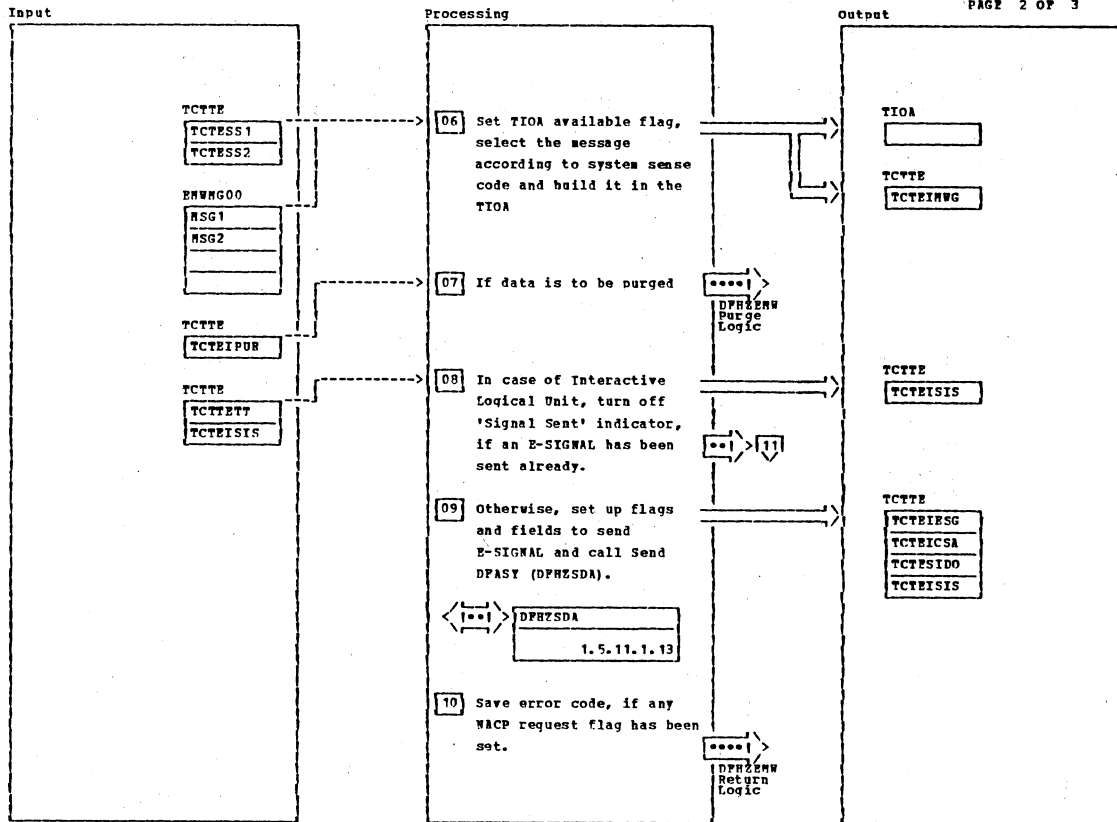 PAGE 2 OF 3
Input
Processing
Output
TCTTE
TCTESS1
TCTESS2
EMWMG00
MSG1
MSG2
TCTTE
TCTEIPUR
TCTTE
TCTTETT
TCTEISIS
06 Set TIOA available flag,
select the message
according to system sense
code and build it in the
TIOA
07 If data is to be purged
DFHZEMW
Purge
Logic
08 In case of Interactive
Logical Unit, turn off
'Signal Sent' indicator,
if an E-SIGNAL has been
sent already.
11
09 Otherwise, set up flags
and fields to send
E-SIGNAL and call Send
DFASY (DFHZSDA).
DFHZSDA
1.5.11.1.13
10 Save error code, if any
NACP request flag has been
set.
DFHZEMW
Return
Logic
TIOA
TCTTE
TCTEIMWG
TCTTE
TCTEISIS
TCTTE
TCTEIESG
TCTEICSA
TCTESIDO
TCTEISIS